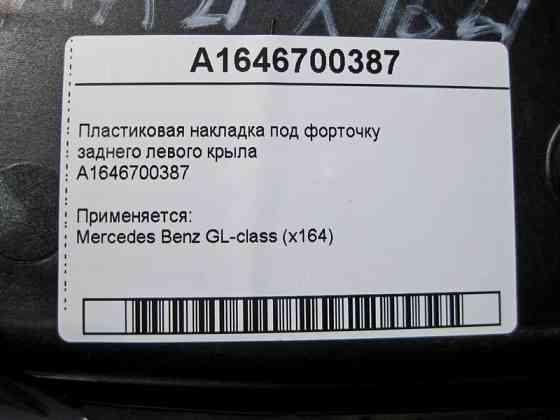 A1646700387
Пластиковая накладка под форточку
заднего левого крыла
A1646700387
Применяется:
Mercedes Benz GL-class (x164)